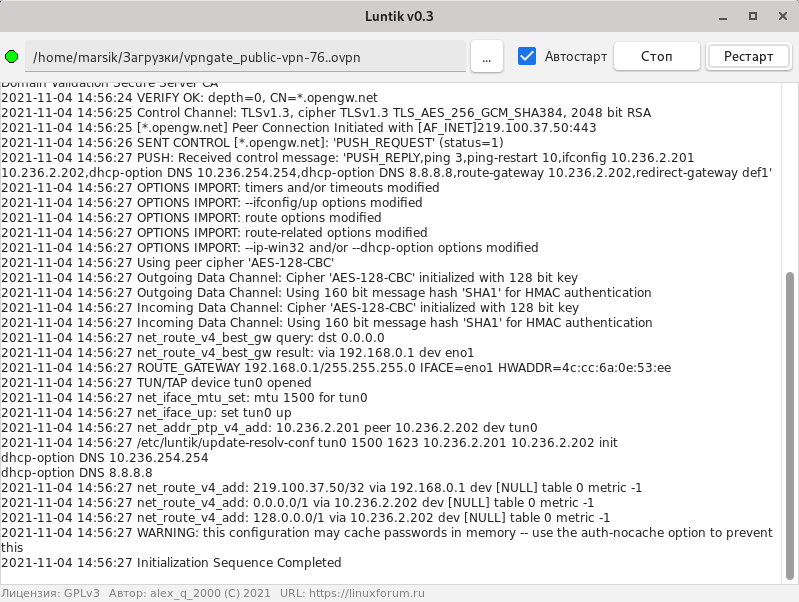 Luntik v0.3
/home/marsik/Загрузки/vpngate_public-vpn-76..ovpn
...
Автостарт
Стоп
Рестарт
Domain Validation Secure Server CA
2021-11-04 14:56:24 VERIFY OK: depth=0, CN=*.opengw.net
2021-11-04 14:56:25 Control Channel: TLSv1.3, cipher TLSv1.3 TLS_AES_256_GCM_SHA384, 2048 bit RSA
2021-11-04 14:56:25 [*.opengw.net] Peer Connection Initiated with [AF_INET]219.100.37.50:443
2021-11-04 14:56:26 SENT CONTROL [*.opengw.net]: 'PUSH_REQUEST' (status=1)
2021-11-04 14:56:27 PUSH: Received control message: 'PUSH_REPLY,ping 3,ping-restart 10,ifconfig 10.236.2.201
10.236.2.202,dhcp-option DNS 10.236.254.254,dhcp-option DNS 8.8.8.8,route-gateway 10.236.2.202,redirect-gateway def1'
2021-11-04 14:56:27 OPTIONS IMPORT: timers and/or timeouts modified
2021-11-04 14:56:27 OPTIONS IMPORT: --ifconfig/up options modified
2021-11-04 14:56:27 OPTIONS IMPORT: route options modified
2021-11-04 14:56:27 OPTIONS IMPORT: route-related options modified
2021-11-04 14:56:27 OPTIONS IMPORT: --ip-win32 and/or --dhcp-option options modified
2021-11-04 14:56:27 Using peer cipher 'AES-128-CBC'
2021-11-04 14:56:27 Outgoing Data Channel: Cipher 'AES-128-CBC' initialized with 128 bit key
2021-11-04 14:56:27 Outgoing Data Channel: Using 160 bit message hash 'SHA1' for HMAC authentication
2021-11-04 14:56:27 Incoming Data Channel: Cipher 'AES-128-CBC' initialized with 128 bit key
2021-11-04 14:56:27 Incoming Data Channel: Using 160 bit message hash 'SHA1' for HMAC authentication
2021-11-04 14:56:27 net_route_v4_best_gw query: dst 0.0.0.0
2021-11-04 14:56:27 net_route_v4_best_gw result: via 192.168.0.1 dev eno1
2021-11-04 14:56:27 ROUTE_GATEWAY 192.168.0.1/255.255.255.0 IFACE=eno1 HWADDR=4c:cc:6a:0e:53:ee
2021-11-04 14:56:27 TUN/TAP device tun0 opened
2021-11-04 14:56:27 net_iface_mtu_set: mtu 1500 for tun0
2021-11-04 14:56:27 net_iface_up: set tun0 up
2021-11-04 14:56:27 net_addr_ptp_v4_add: 10.236.2.201 peer 10.236.2.202 dev tun0
2021-11-04 14:56:27 /etc/luntik/update-resolv-conf tun0 1500 1623 10.236.2.201 10.236.2.202 init
dhcp-option DNS 10.236.254.254
dhcp-option DNS 8.8.8.8
2021-11-04 14:56:27 net_route_v4_add: 219.100.37.50/32 via 192.168.0.1 dev [NULL] table 0 metric -1
2021-11-04 14:56:27 net_route_v4_add: 0.0.0.0/1 via 10.236.2.202 dev [NULL] table 0 metric -1
2021-11-04 14:56:27 net_route_v4_add: 128.0.0.0/1 via 10.236.2.202 dev [NULL] table 0 metric -1
2021-11-04 14:56:27 WARNING: this configuration may cache passwords in memory -- use the auth-nocache option to prevent
this
2021-11-04 14:56:27 Initialization Sequence Completed
Лицензия: GPLv3 Автор: alex_q_2000 (C) 2021 URL: https://linuxforum.ru